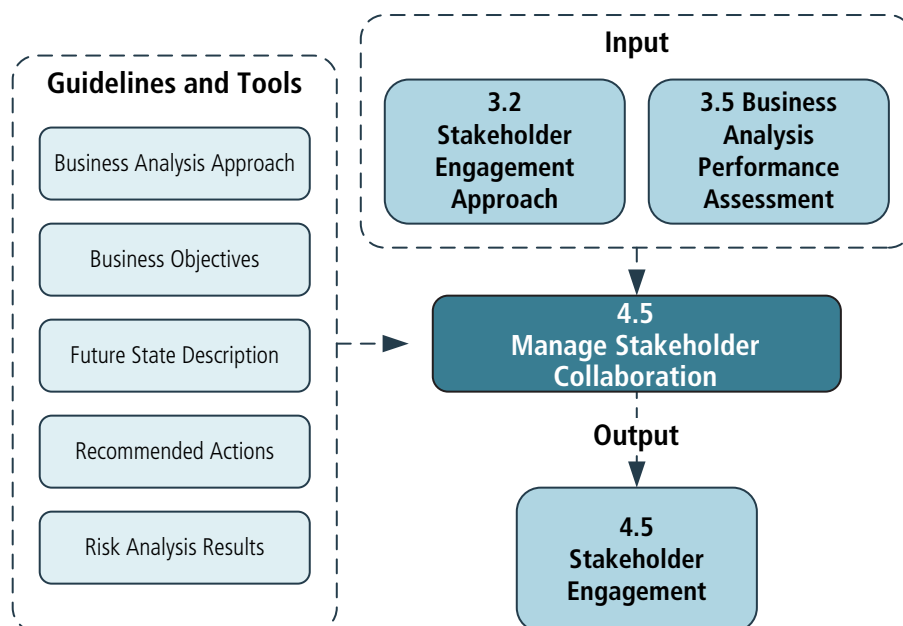 Guidelines and Tools
Business Analysis Approach
Business Objectives
Future State Description
Recommended Actions
Risk Analysis Results
Input
3.2
Stakeholder
Engagement
Approach
3.5 Business
Analysis
Performance
Assessment
4.5
Manage Stakeholder
Collaboration
Output
4.5
Stakeholder
Engagement